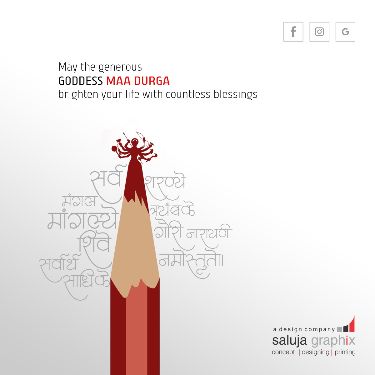 May the generous
GODDESS MAA DURGA
brighten your life with countless blessings
f G
सर्व
मंगल
मांगल्ये
शिवे
सर्वार्थ
साधिके
शरण्ये
त्र्यंबके
गौरी नारायणी
नमोस्तुते।।
a design company
saluja graphix
concept | designing | printing